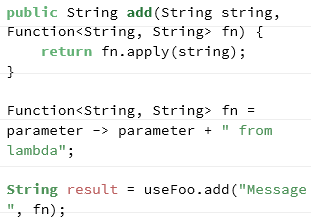 public String add(String string,
Function<String, String> fn) {
    return fn.apply(string);
}

Function<String, String> fn =
parameter -> parameter + " from
lambda";

String result = useFoo.add("Message
", fn);